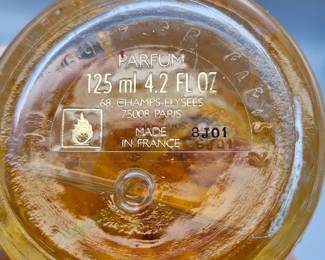 PARFUM
125 ml 4.2 FL OZ
68, CHAMPS-ELYSEES
75008 PARIS
MADE
IN FRANCE
8J01